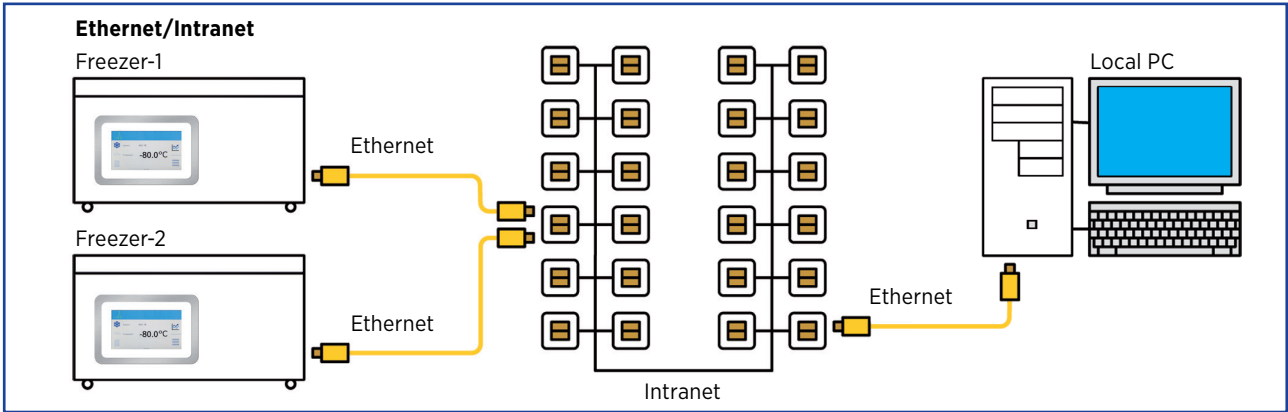 Ethernet/Intranet
Freezer-1
-80.0°C
Ethernet
Freezer-2
-80.0°C
Ethernet
Intranet
Ethernet
Local PC